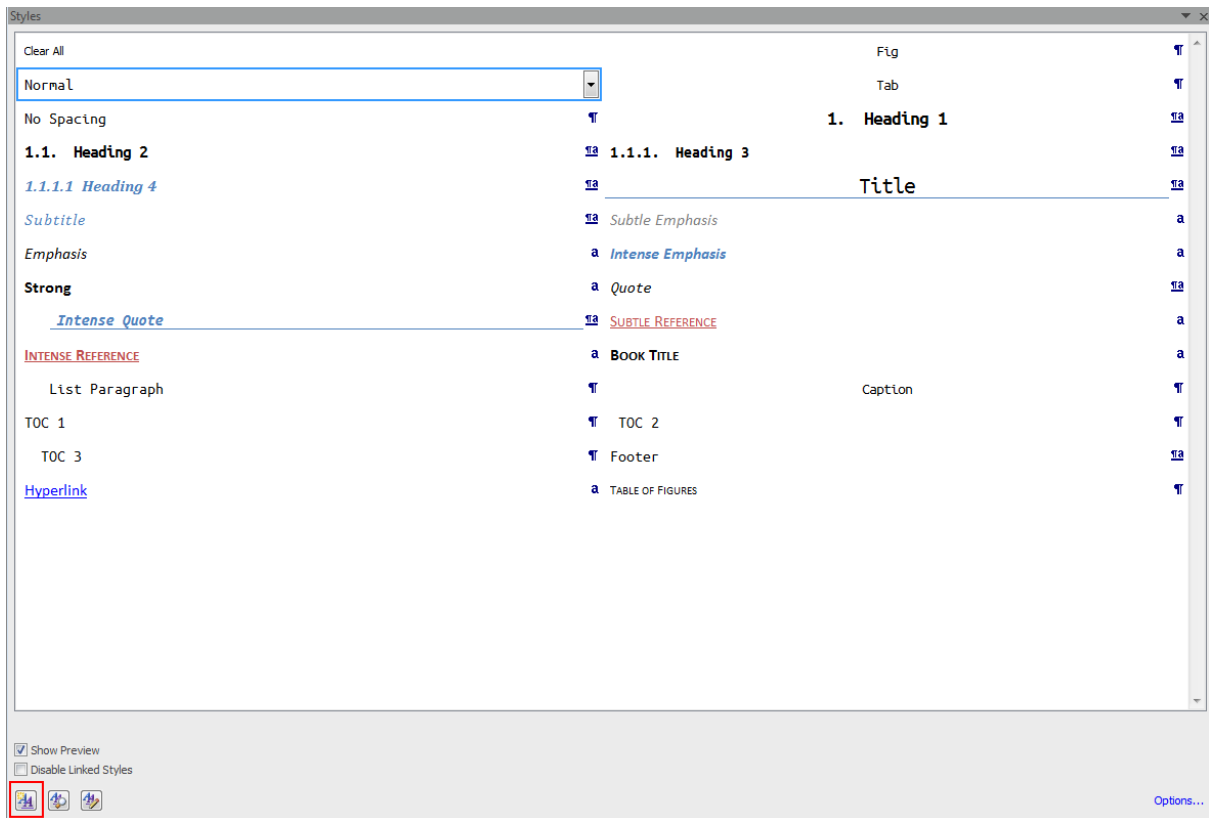 Styles
Clear All
Fig ¶
Normal
Tab ¶
No Spacing ¶
1. Heading 1 ¶a
1.1. Heading 2 ¶a
1.1.1. Heading 3 ¶a
1.1.1.1 Heading 4 ¶a
Title ¶a
Subtitle ¶a
Subtle Emphasis a
Emphasis a
Intense Emphasis a
Strong a
Quote ¶a
Intense Quote ¶a
SUBTLE REFERENCE a
INTENSE REFERENCE a
BOOK TITLE a
List Paragraph ¶
Caption ¶
TOC 1 ¶
TOC 2 ¶
TOC 3 ¶
Footer ¶a
Hyperlink a
TABLE OF FIGURES ¶
Show Preview
Disable Linked Styles
Options...